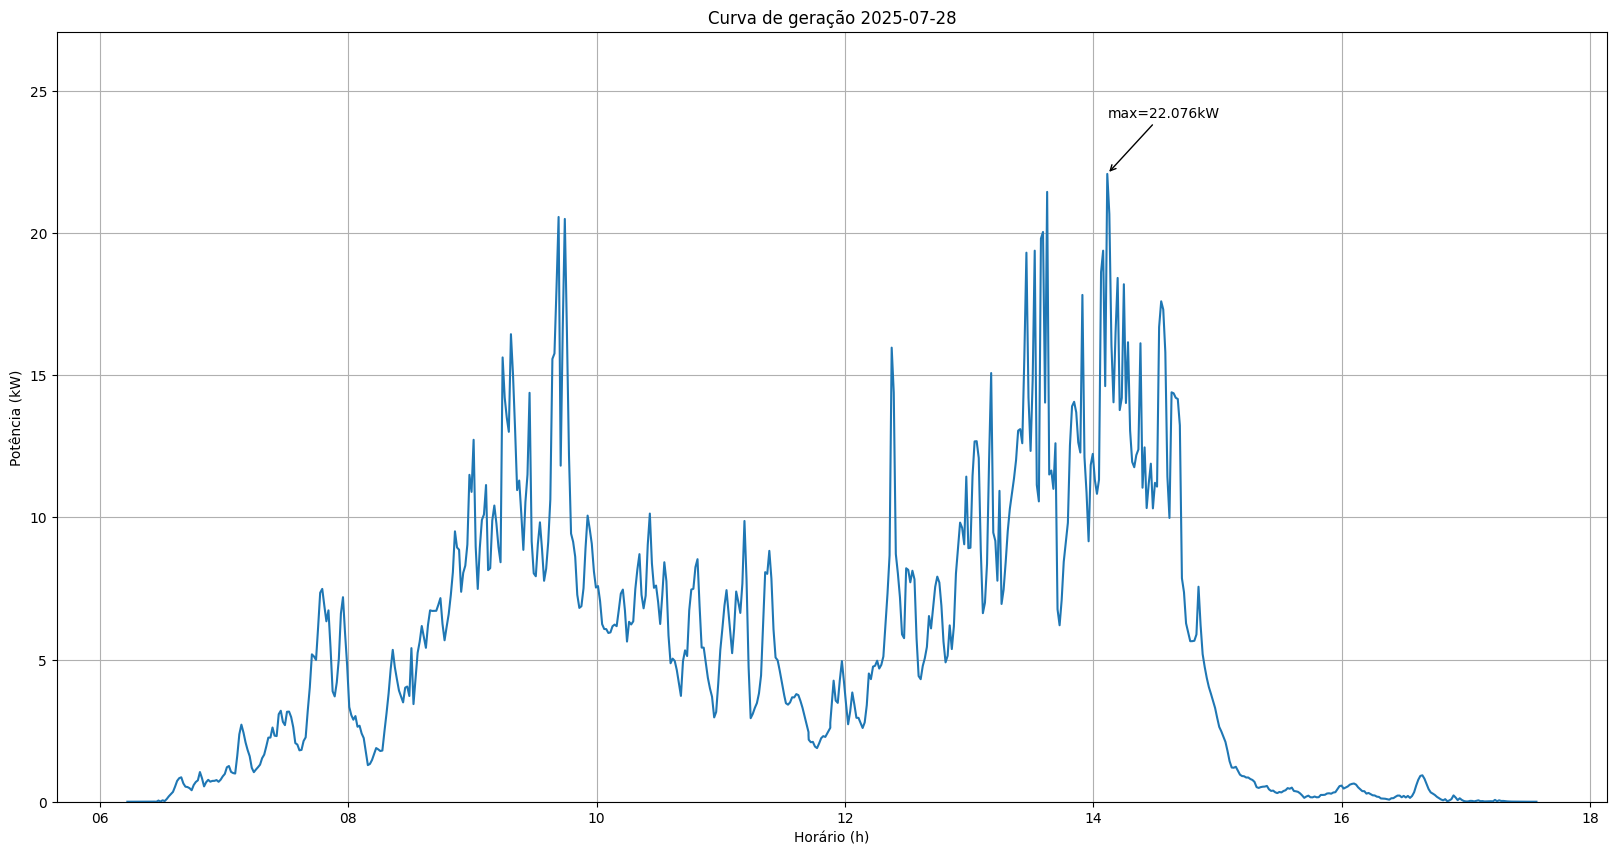 Curva de geração 2025-07-28
25
max=22.076kW
20
15
Potência (kW)
10
5
0
06 08 10 12 14 16 18
Horário (h)